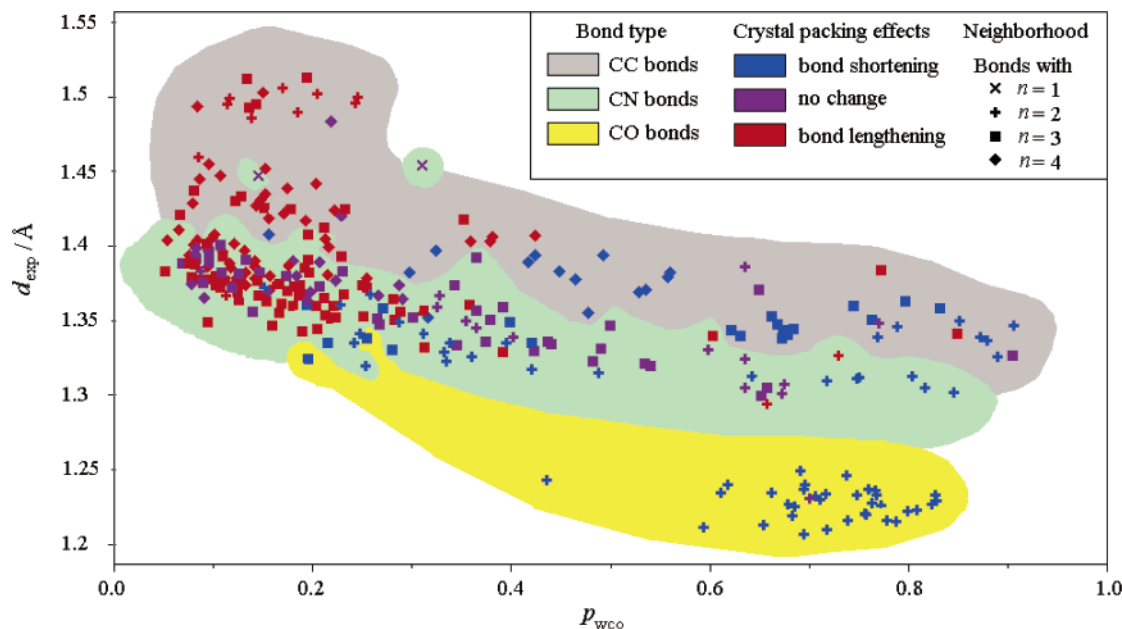 1.55
1.5
1.45
1.4
1.35
1.3
1.25
1.2
d_exp / Å
0.0
0.2
0.4
0.6
0.8
1.0
p_wco
Bond type
CC bonds
CN bonds
CO bonds
Crystal packing effects
bond shortening
no change
bond lengthening
Neighborhood
Bonds with
n = 1
n = 2
n = 3
n = 4